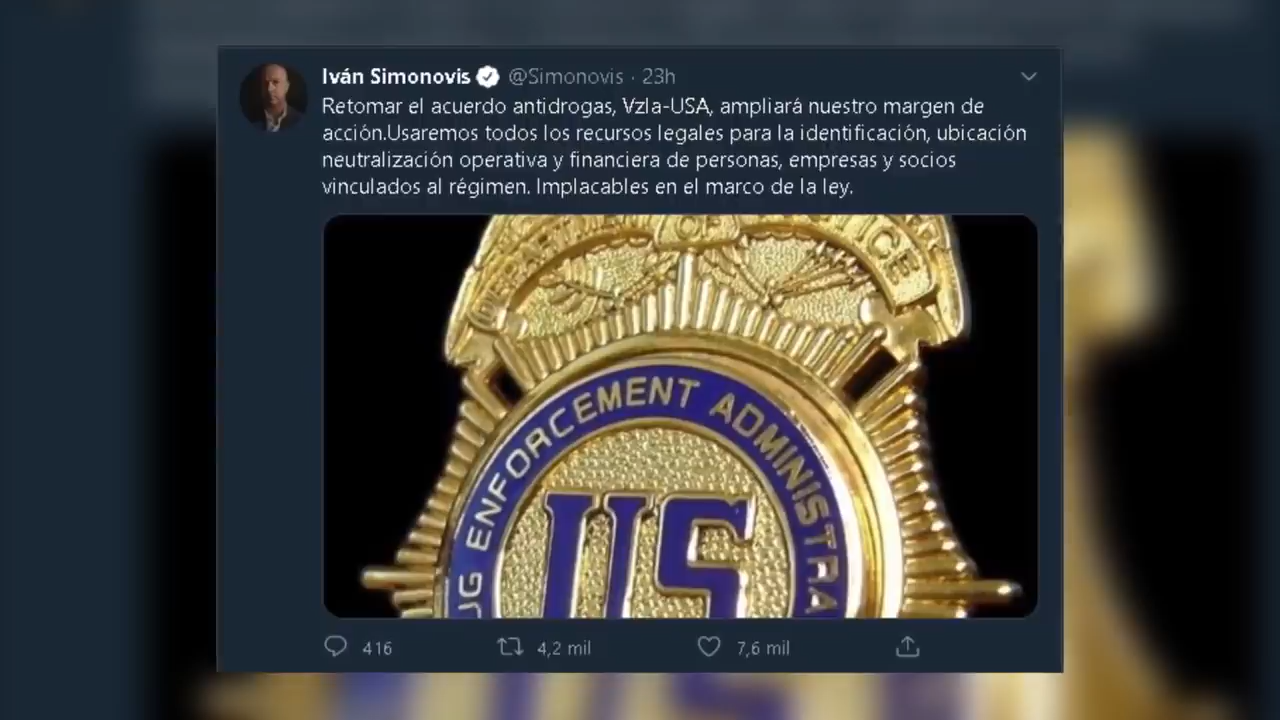 Iván Simonovis @Simonovis · 23h
Retomar el acuerdo antidrogas, Vzla-USA, ampliará nuestro margen de
acción.Usaremos todos los recursos legales para la identificación, ubicación
neutralización operativa y financiera de personas, empresas y socios
vinculados al régimen. Implacables en el marco de la ley.
OF
ENFORCEMENT
US
416 4,2 mil 7,6 mil